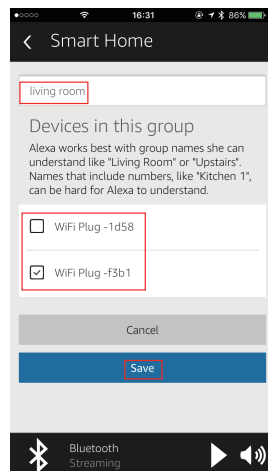 16:31 86%
Smart Home
living room
Devices in this group
Alexa works best with group names she can
understand like "Living Room" or "Upstairs".
Names that include numbers, like "Kitchen 1",
can be hard for Alexa to understand.
WiFi Plug -1d58
WiFi Plug -f3b1
Cancel
Save
Bluetooth
Streaming